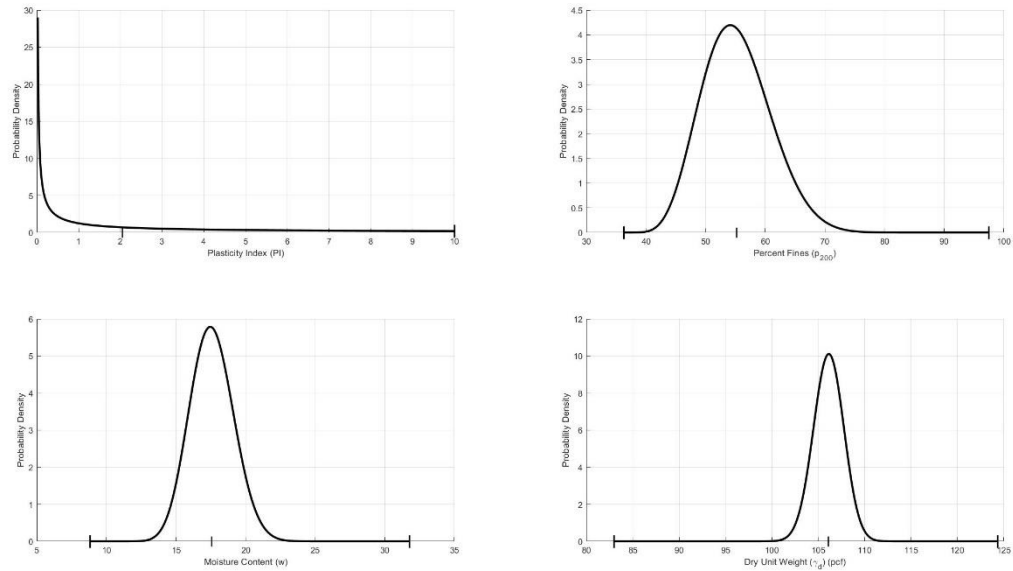 30
25
20
15
10
5
0
Probability Density
0 1 2 3 4 5 6 7 8 9 10
Plasticity Index (PI)
4.5
4
3.5
3
2.5
2
1.5
1
0.5
0
Probability Density
30 40 50 60 70 80 90 100
Percent Fines (p200)
6
5
4
3
2
1
0
Probability Density
5 10 15 20 25 30 35
Moisture Content (w)
12
10
8
6
4
2
0
Probability Density
80 85 90 95 100 105 110 115 120 125
Dry Unit Weight (γd) (pcf)